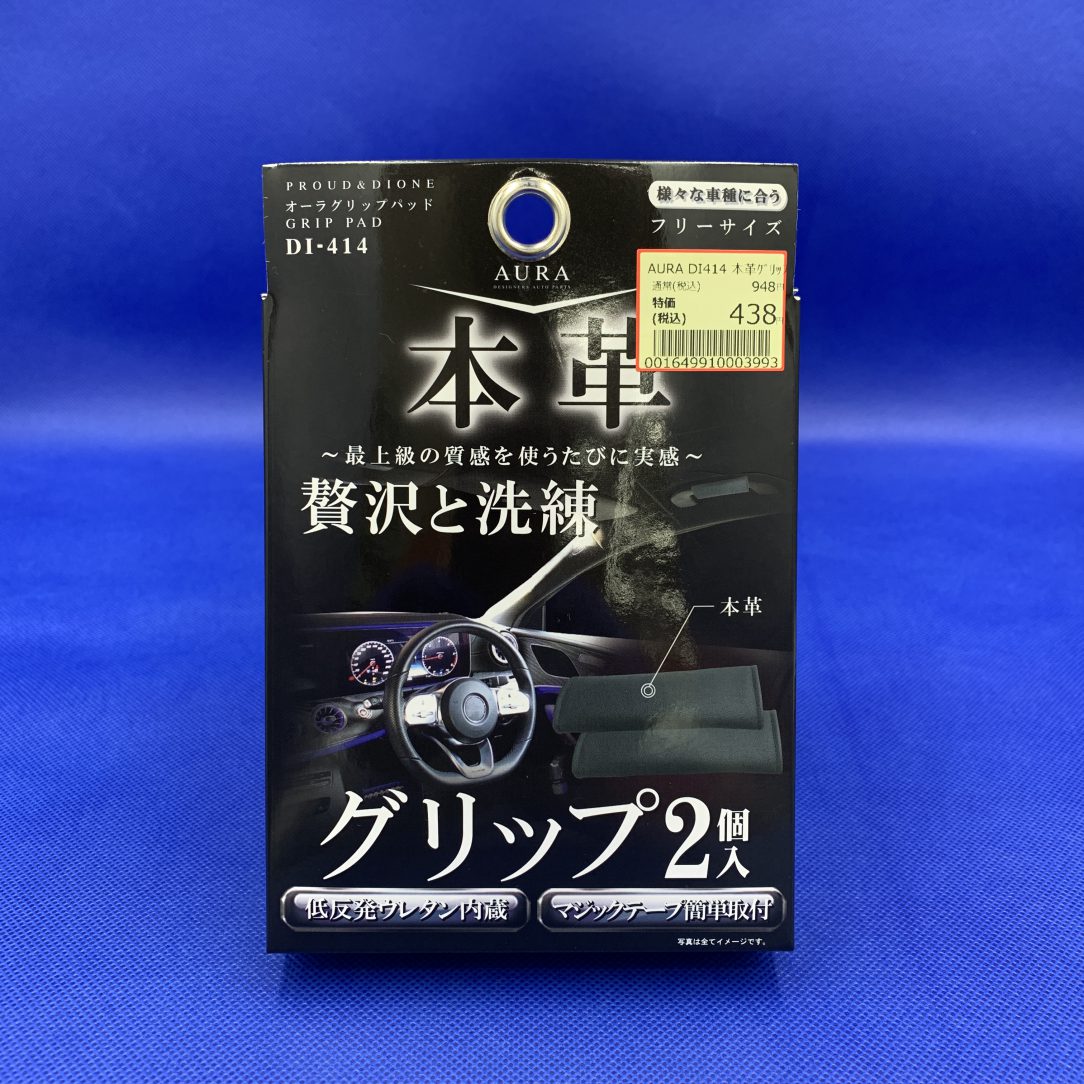 PROUD&DIONE
オーラグリップパッド
GRIP PAD
DI-414
AURA
DESIGNERS AUTO PARTS
様々な車種に合う
フリーサイズ
AURA DI414 本革ｸﾞﾘｯ
通常(税込) 948円
特価
(税込) 438円
001649910003993
本革
～最上級の質感を使うたびに実感～
贅沢と洗練
本革
グリップ2個入
低反発ウレタン内蔵
マジックテープ簡単取付
写真は全てイメージです。